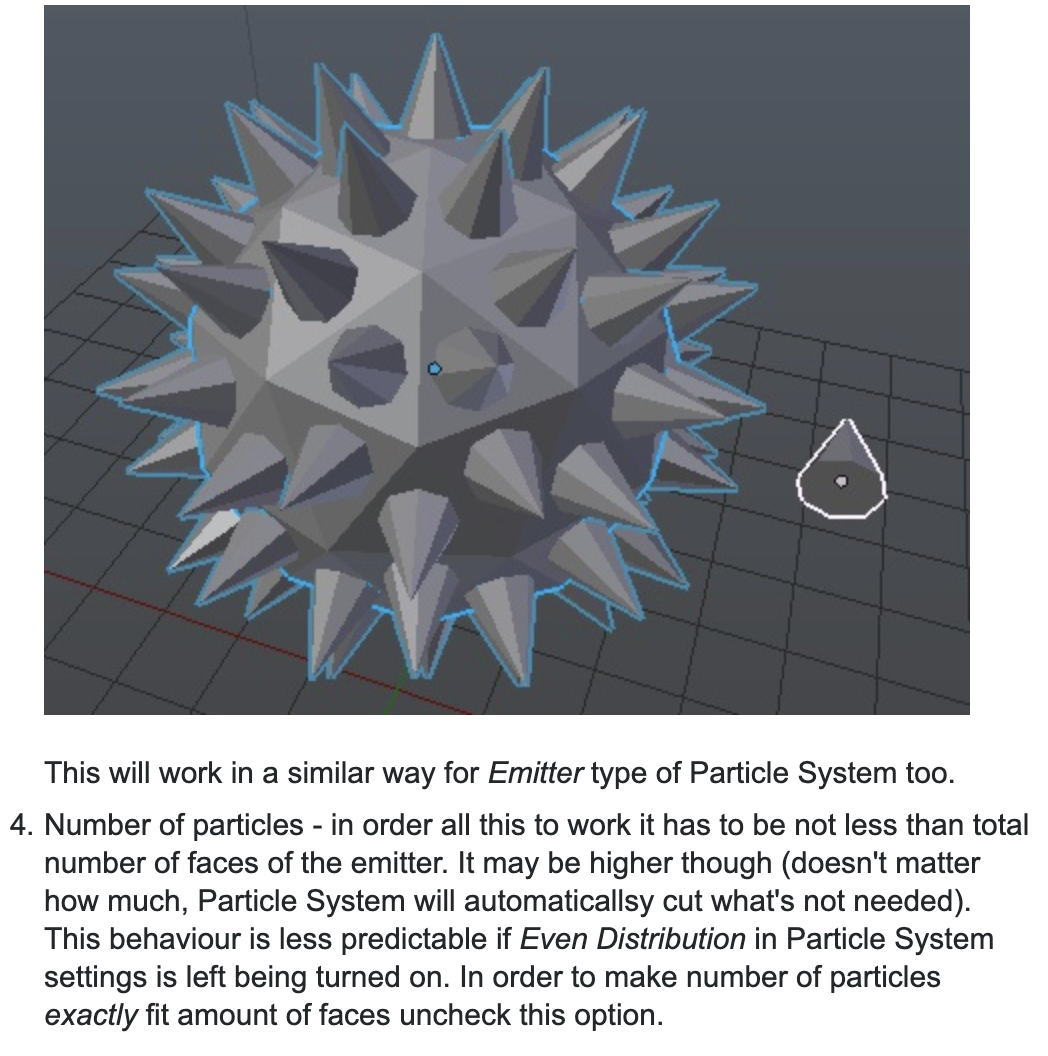 This will work in a similar way for Emitter type of Particle System too.
4. Number of particles - in order all this to work it has to be not less than total
number of faces of the emitter. It may be higher though (doesn't matter
how much, Particle System will automaticallsy cut what's not needed).
This behaviour is less predictable if Even Distribution in Particle System
settings is left being turned on. In order to make number of particles
exactly fit amount of faces uncheck this option.